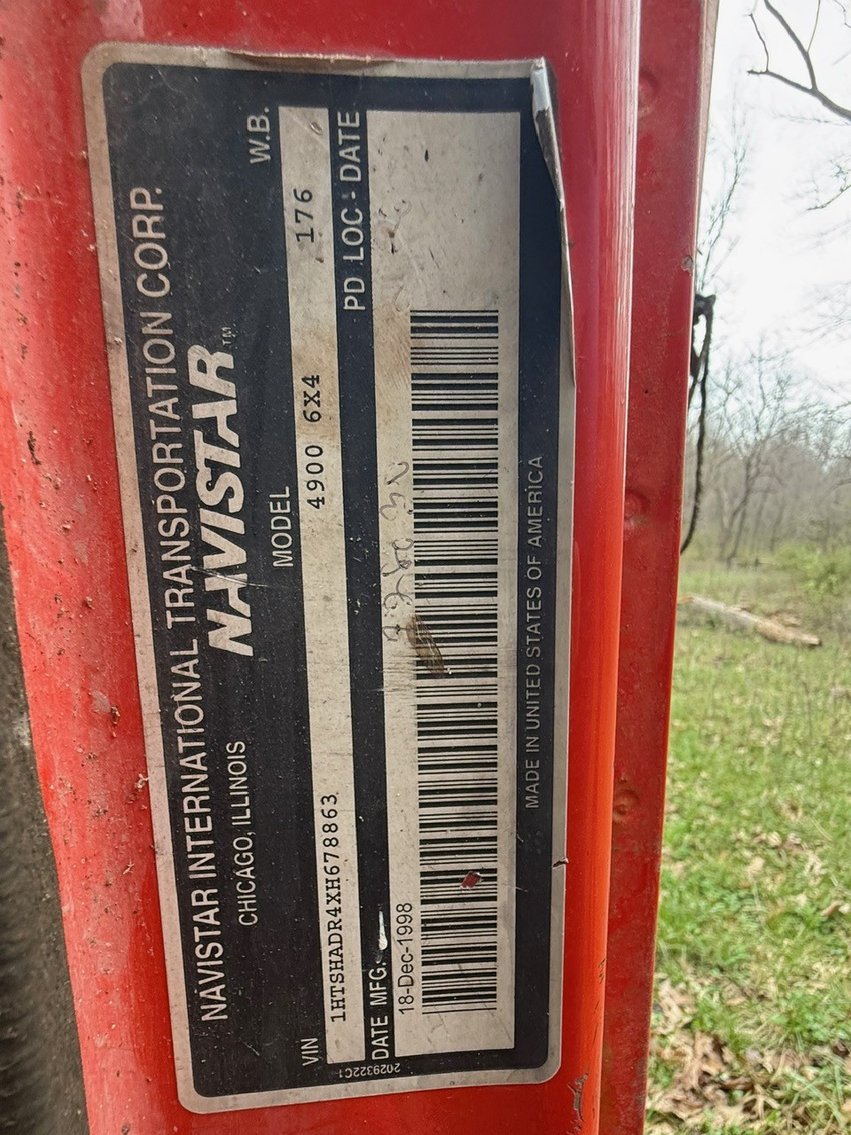 NAVISTAR INTERNATIONAL TRANSPORTATION CORP.
CHICAGO, ILLINOIS NAVISTAR™
VIN MODEL W.B.
1HTSHADR4XH678863 4900 6X4 176
DATE MFG. PD LOC - DATE
18-Dec-1998
MADE IN UNITED STATES OF AMERICA
2029322C1